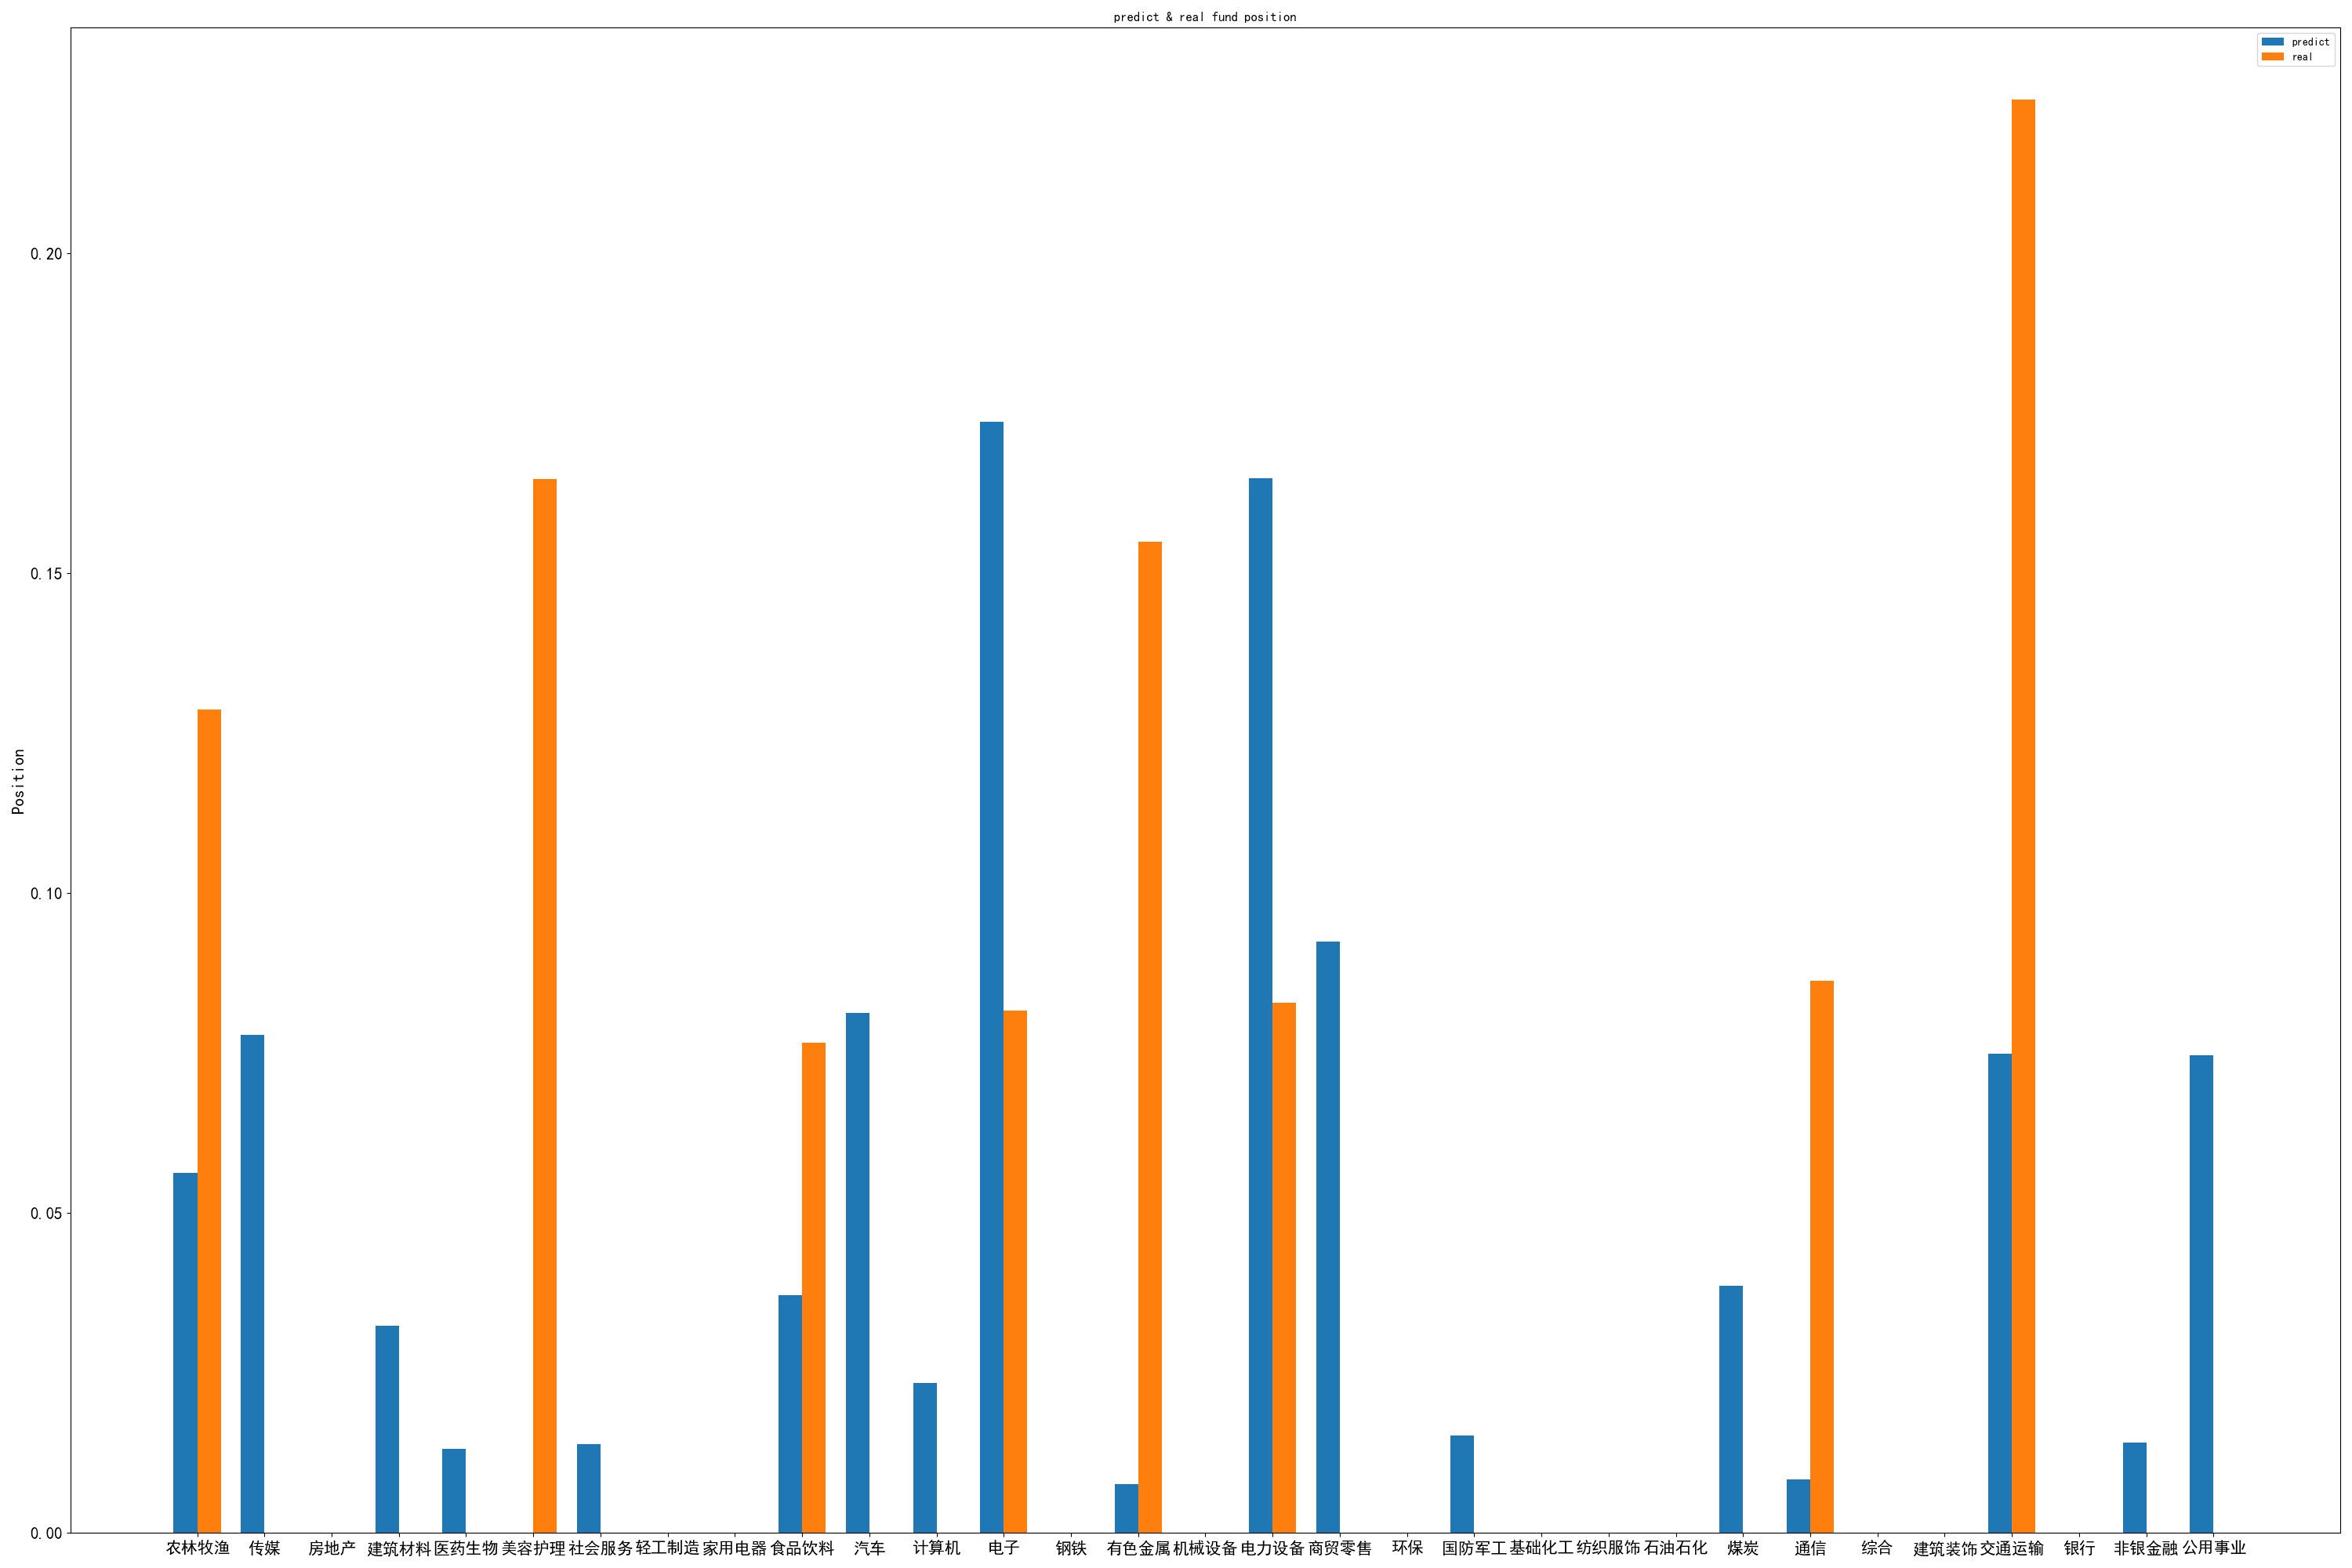 predict & real fund position
predict
real
Position
0.20
0.15
0.10
0.05
0.00
农林牧渔 传媒 房地产 建筑材料 医药生物 美容护理 社会服务 轻工制造 家用电器 食品饮料 汽车 计算机 电子 钢铁 有色金属 机械设备 电力设备 商贸零售 环保 国防军工 基础化工 纺织服饰 石油石化 煤炭 通信 综合 建筑装饰 交通运输 银行 非银金融 公用事业